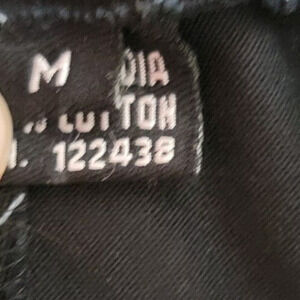 M
DIA
% COTTON
. 122438